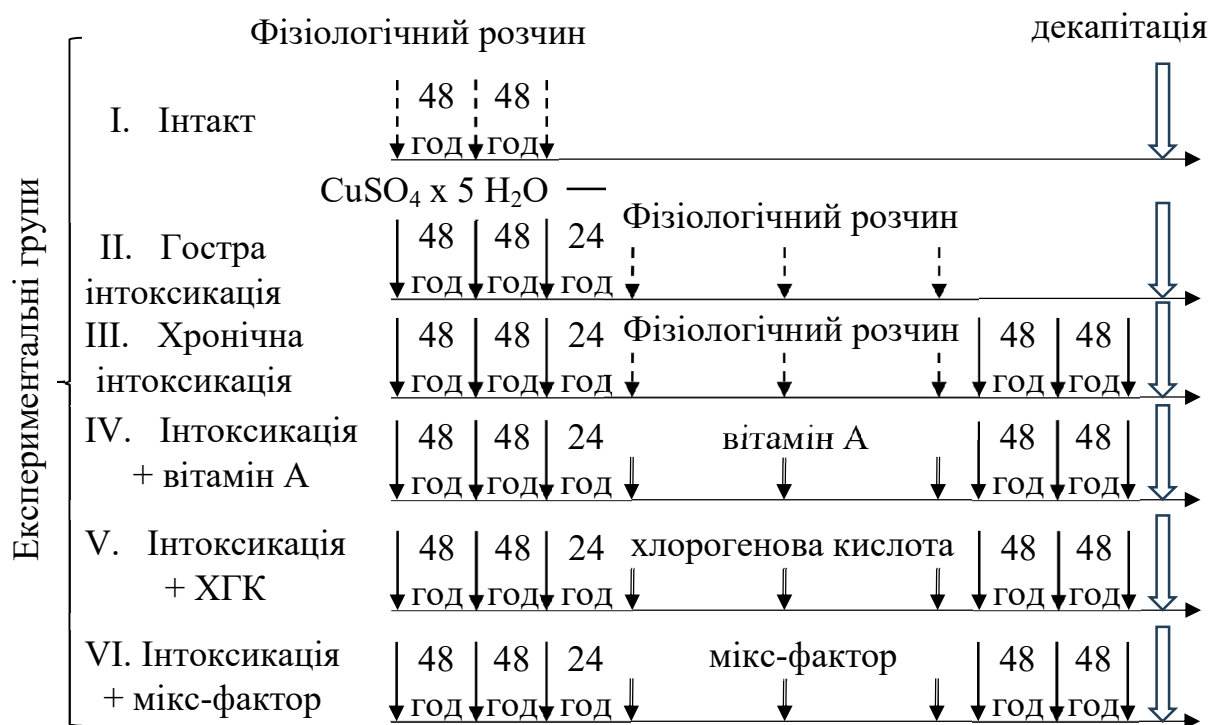 Експериментальні групи
Фізіологічний розчин
декапітація
I. Інтакт
48 48
год год
CuSO₄ x 5 H₂O —
II. Гостра
інтоксикація
48 48 24
год год год
Фізіологічний розчин
III. Хронічна
інтоксикація
48 48 24
год год год
Фізіологічний розчин
48 48
год год
IV. Інтоксикація
+ вітамін А
48 48 24
год год год
вітамін А
48 48
год год
V. Інтоксикація
+ ХГК
48 48 24
год год год
хлорогенова кислота
48 48
год год
VI. Інтоксикація
+ мікс-фактор
48 48 24
год год год
мікс-фактор
48 48
год год